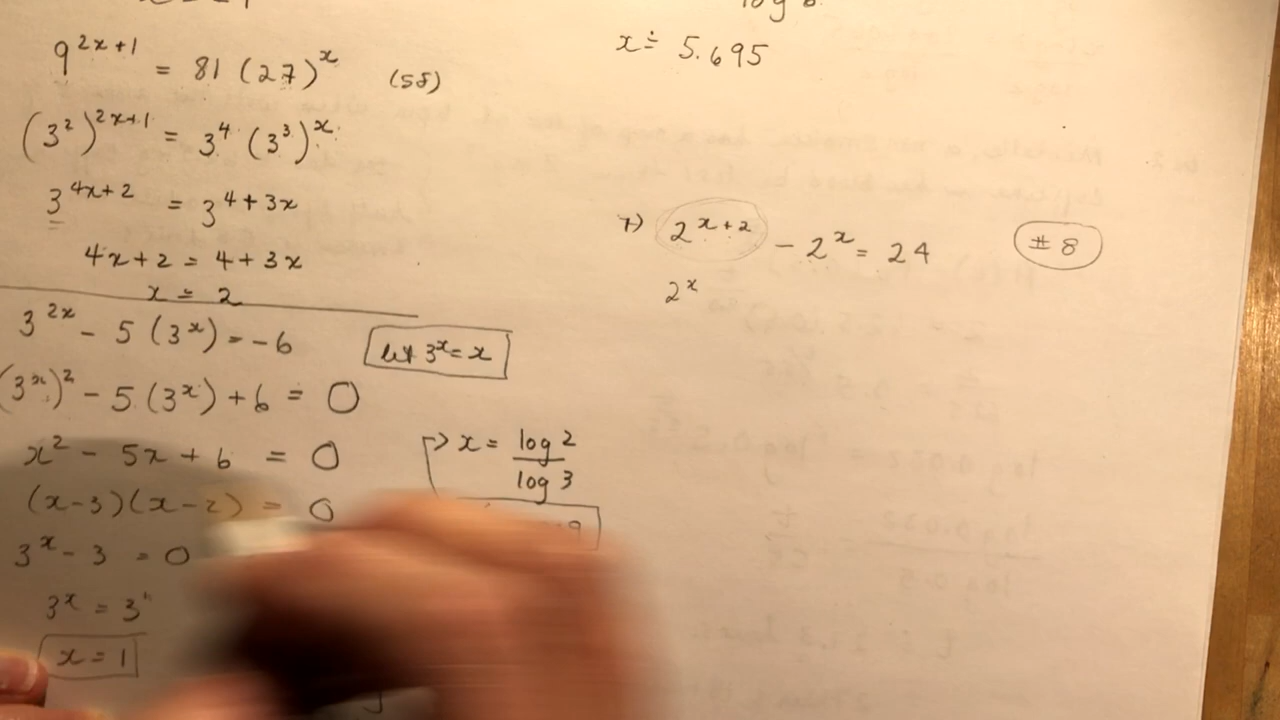 9^{2x+1} = 81 (27)^x (58)
(3^2)^{2x+1} = 3^4 (3^3)^x
3^{4x+2} = 3^{4+3x}
4x+2 = 4+3x
x = 2
3^{2x} - 5 (3^x) = -6
let 3^x = x
(3^x)^2 - 5 (3^x) + 6 = 0
x^2 - 5x + 6 = 0
(x-3)(x-2) = 0
3^x - 3 = 0
3^x = 3^1
x = 1
x = log 2 / log 3
x ≐ 5.695
7) 2^{x+2} - 2^x = 24 #8
2^x